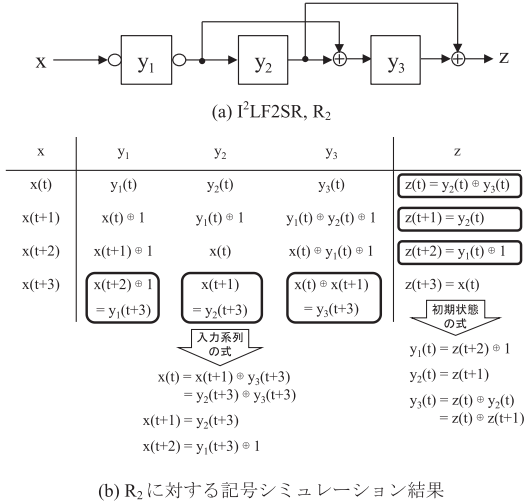 x y₁ y₂ ⊕ y₃ ⊕ z
(a) I²LF2SR, R₂
x y₁ y₂ y₃ z
x(t) y₁(t) y₂(t) y₃(t) z(t) = y₂(t) ⊕ y₃(t)
x(t+1) x(t) ⊕ 1 y₁(t) ⊕ 1 y₁(t) ⊕ y₂(t) ⊕ 1 z(t+1) = y₂(t)
x(t+2) x(t+1) ⊕ 1 x(t) x(t) ⊕ y₁(t) ⊕ 1 z(t+2) = y₁(t) ⊕ 1
x(t+3) x(t+2) ⊕ 1 x(t+1) x(t) ⊕ x(t+1) z(t+3) = x(t)
= y₁(t+3) = y₂(t+3) = y₃(t+3)
入力系列
の式
初期状態
の式
x(t) = x(t+1) ⊕ y₃(t+3)
= y₂(t+3) ⊕ y₃(t+3)
x(t+1) = y₂(t+3)
x(t+2) = y₁(t+3) ⊕ 1
y₁(t) = z(t+2) ⊕ 1
y₂(t) = z(t+1)
y₃(t) = z(t) ⊕ y₂(t)
= z(t) ⊕ z(t+1)
(b) R₂ に対する記号シミュレーション結果